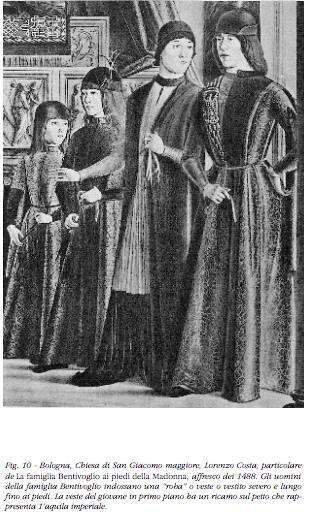 Fig. 10 - Bologna, Chiesa di San Giacomo maggiore, Lorenzo Costa, particolare
de La famiglia Bentivoglio ai piedi della Madonna, affresco dei 1488. Gli uomini
della famiglia Bentivoglio indossano una "roba" o veste o vestito severo e lungo
fino ai piedi. La veste del giovane in primo piano ba un ricamo sul petto che rap-
presenta l'aquila imperiale.